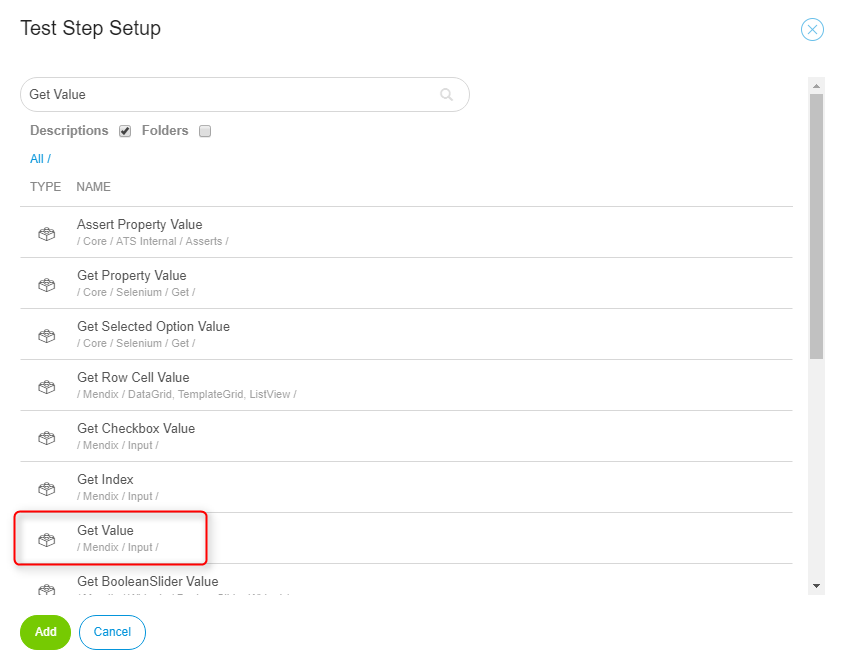 Test Step Setup
Get Value
Descriptions Folders
All /
TYPE NAME
Assert Property Value
/ Core / ATS Internal / Asserts /
Get Property Value
/ Core / Selenium / Get /
Get Selected Option Value
/ Core / Selenium / Get /
Get Row Cell Value
/ Mendix / DataGrid, TemplateGrid, ListView /
Get Checkbox Value
/ Mendix / Input /
Get Index
/ Mendix / Input /
Get Value
/ Mendix / Input /
Get BooleanSlider Value
Add Cancel